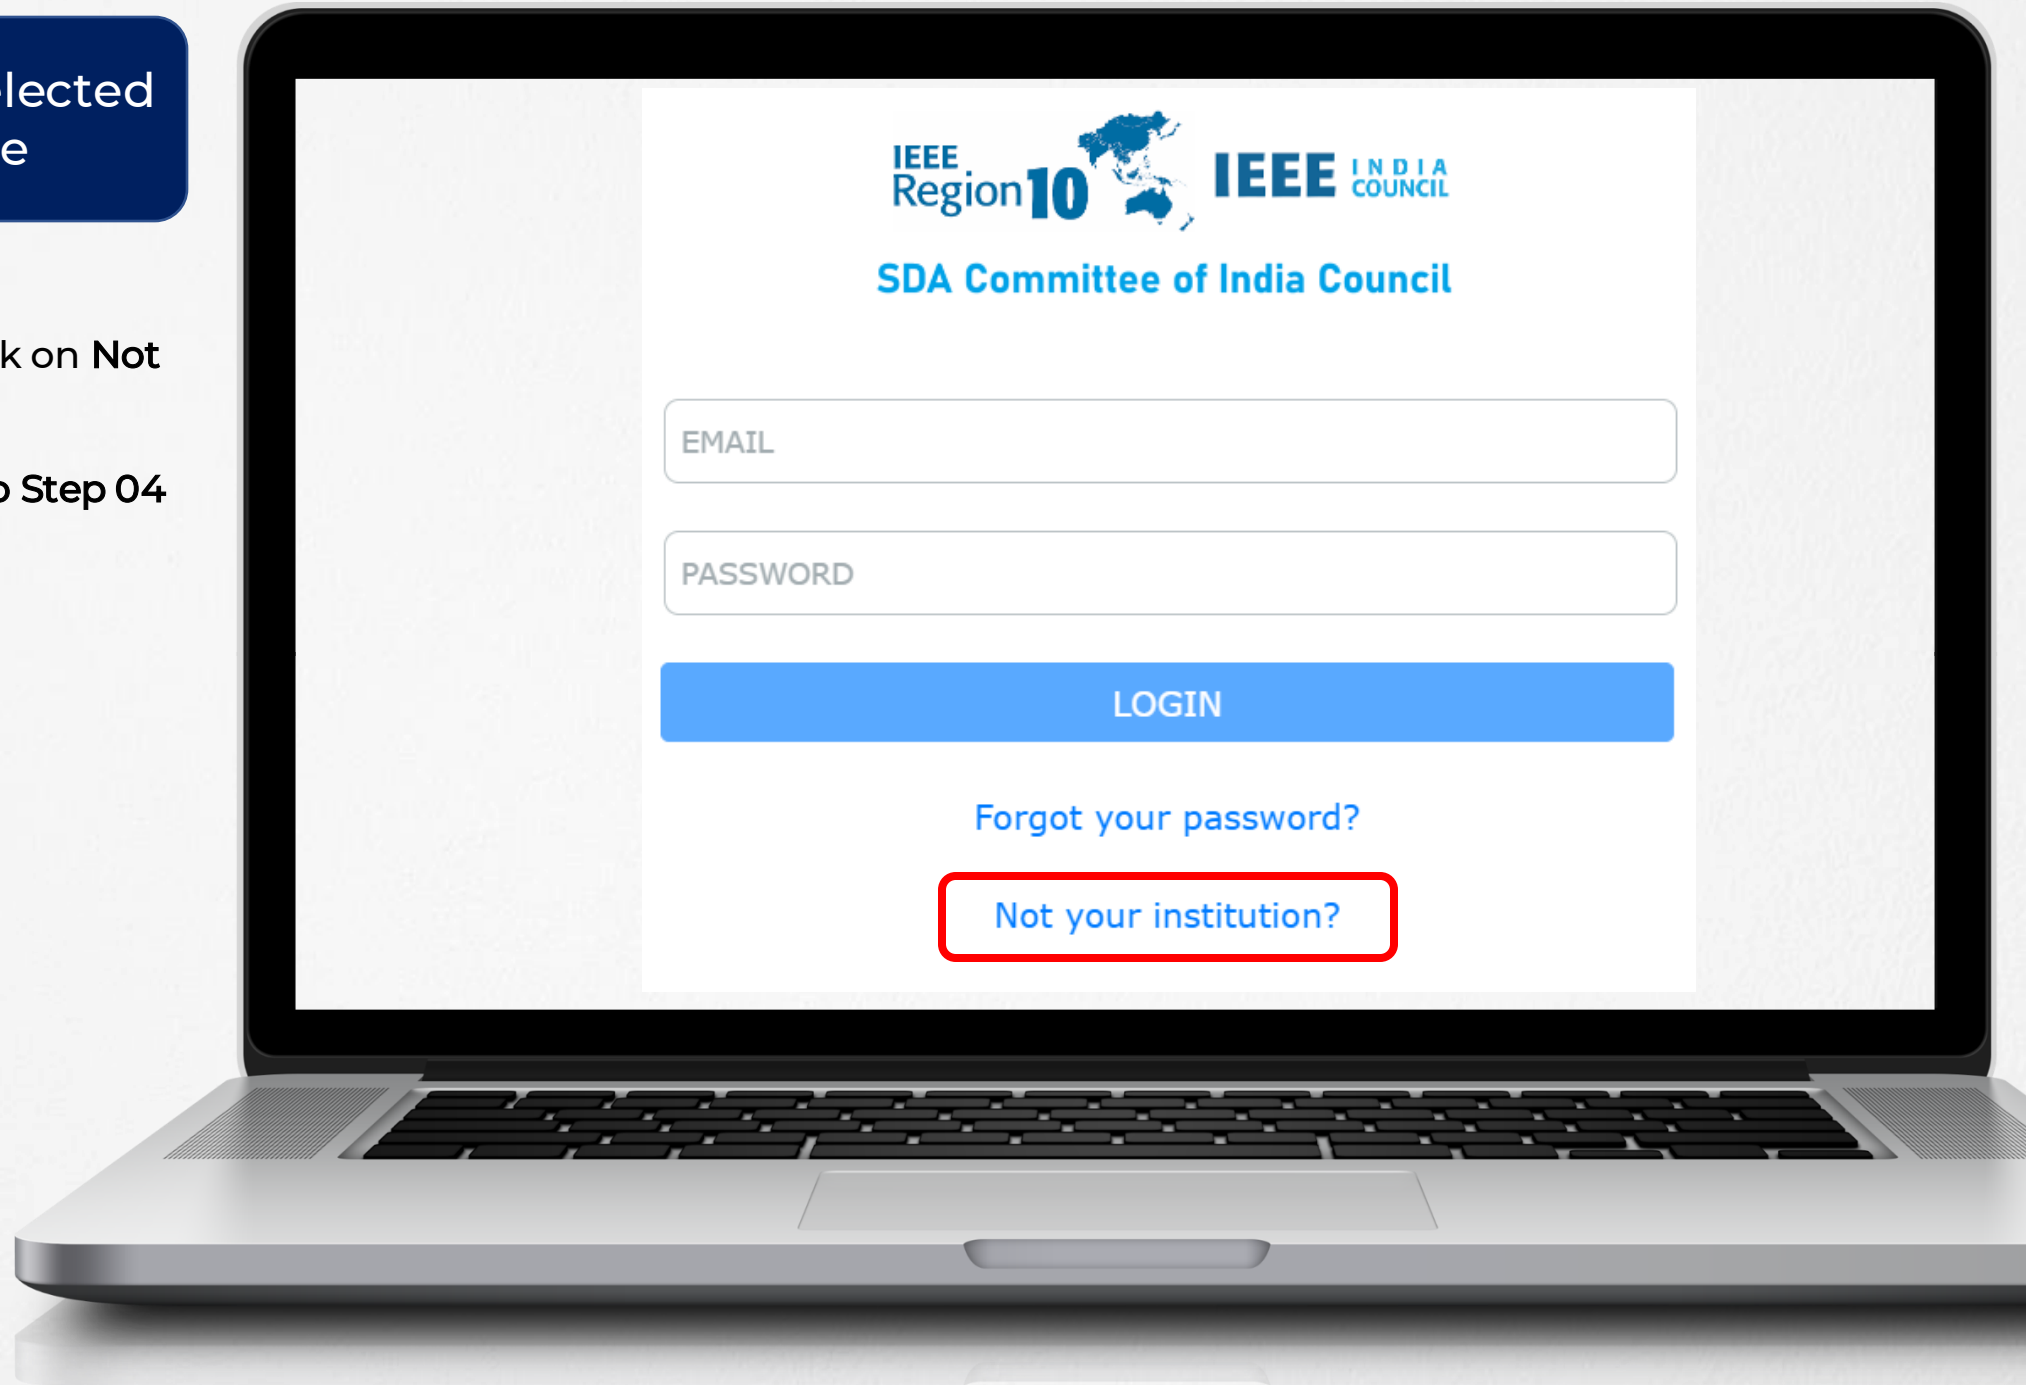 elected
e
k on Not
o Step 04
IEEE
Region 10
IEEE INDIA
COUNCIL
SDA Committee of India Council
EMAIL
PASSWORD
LOGIN
Forgot your password?
Not your institution?